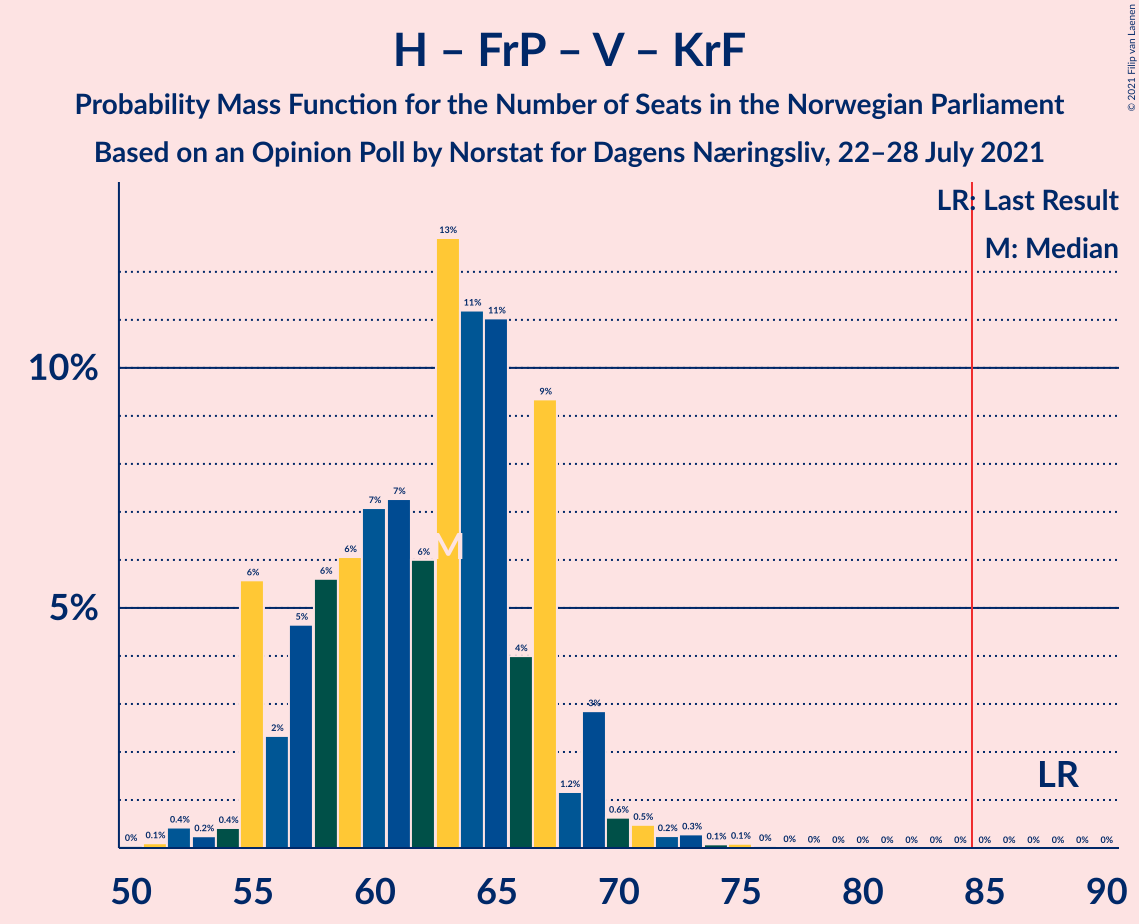 H – FrP – V – KrF
Probability Mass Function for the Number of Seats in the Norwegian Parliament
Based on an Opinion Poll by Norstat for Dagens Næringsliv, 22–28 July 2021
© 2021 Filip van Laenen
LR: Last Result
M: Median
10%
5%
0% 0.1% 0.4% 0.2% 0.4% 6% 2% 5% 6% 6% 7% 7% 6% 13% 11% 11% 4% 9% 1.2% 3% 0.6% 0.5% 0.2% 0.3% 0.1% 0.1% 0% 0% 0% 0% 0% 0% 0% 0% 0% 0% 0% 0% 0% 0% 0%
M
LR
50 55 60 65 70 75 80 85 90